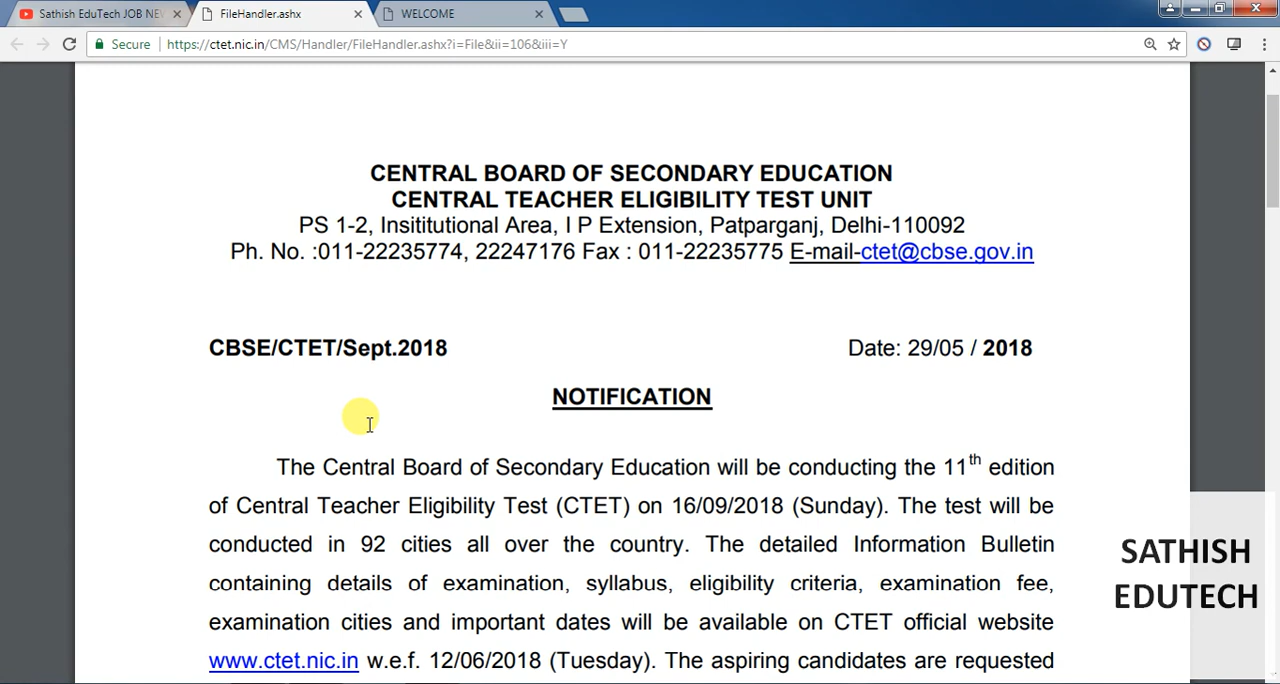 Sathish EduTech JOB NEW
FileHandler.ashx
WELCOME
Secure
https://ctet.nic.in/CMS/Handler/FileHandler.ashx?i=File&ii=106&iii=Y
CENTRAL BOARD OF SECONDARY EDUCATION
CENTRAL TEACHER ELIGIBILITY TEST UNIT
PS 1-2, Insititutional Area, I P Extension, Patparganj, Delhi-110092
Ph. No. :011-22235774, 22247176 Fax : 011-22235775 E-mail-ctet@cbse.gov.in
CBSE/CTET/Sept.2018
Date: 29/05 / 2018
NOTIFICATION
The Central Board of Secondary Education will be conducting the 11th edition
of Central Teacher Eligibility Test (CTET) on 16/09/2018 (Sunday). The test will be
conducted in 92 cities all over the country. The detailed Information Bulletin
containing details of examination, syllabus, eligibility criteria, examination fee,
examination cities and important dates will be available on CTET official website
www.ctet.nic.in w.e.f. 12/06/2018 (Tuesday). The aspiring candidates are requested
SATHISH
EDUTECH